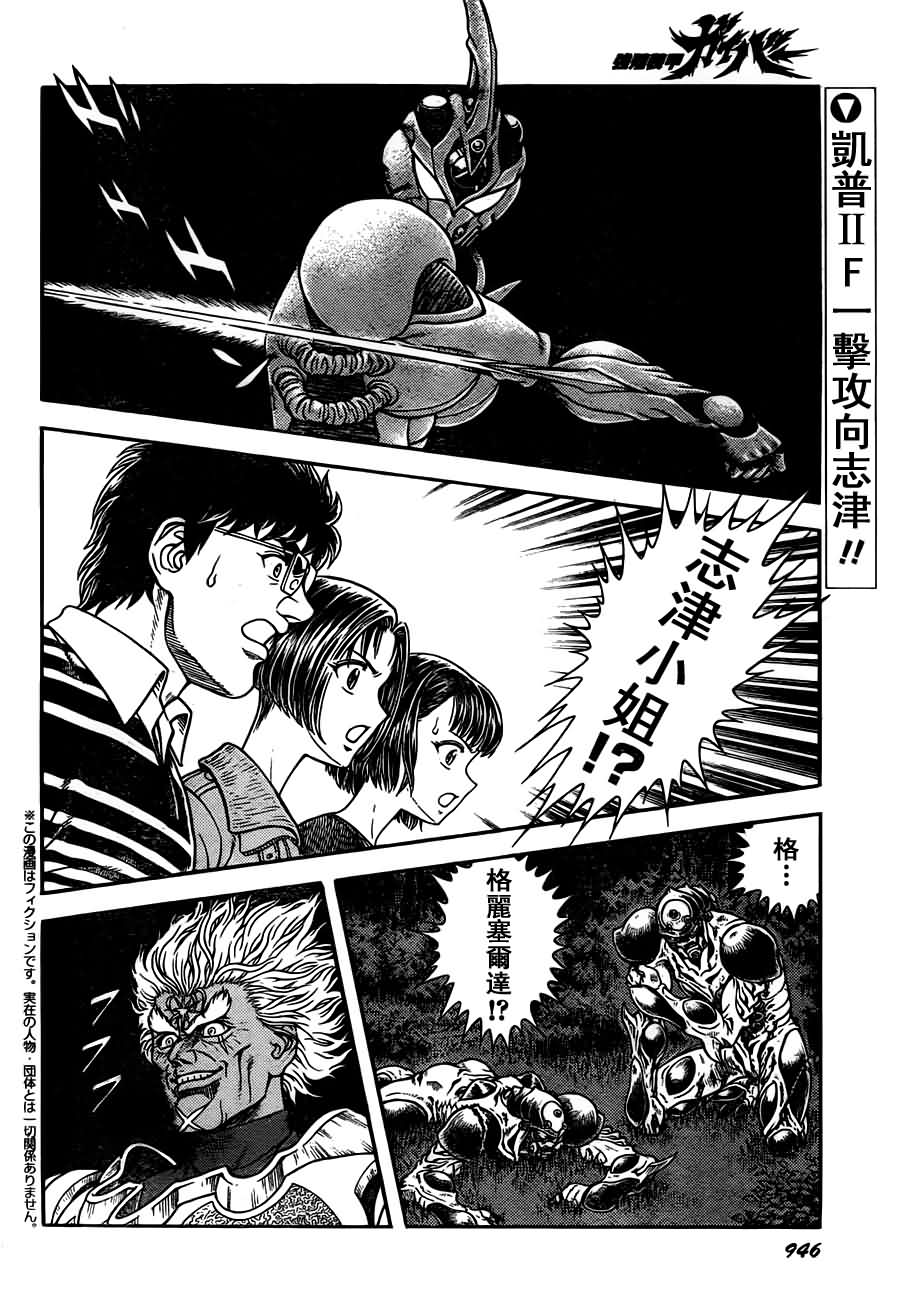 強殖装甲ガイバー
凱普ⅡF一擊攻向志津!!
志津小姐!?
格…
格麗塞爾達!?
※この漫画はフィクションです。実在の人物・団体とは一切関係ありません。
946